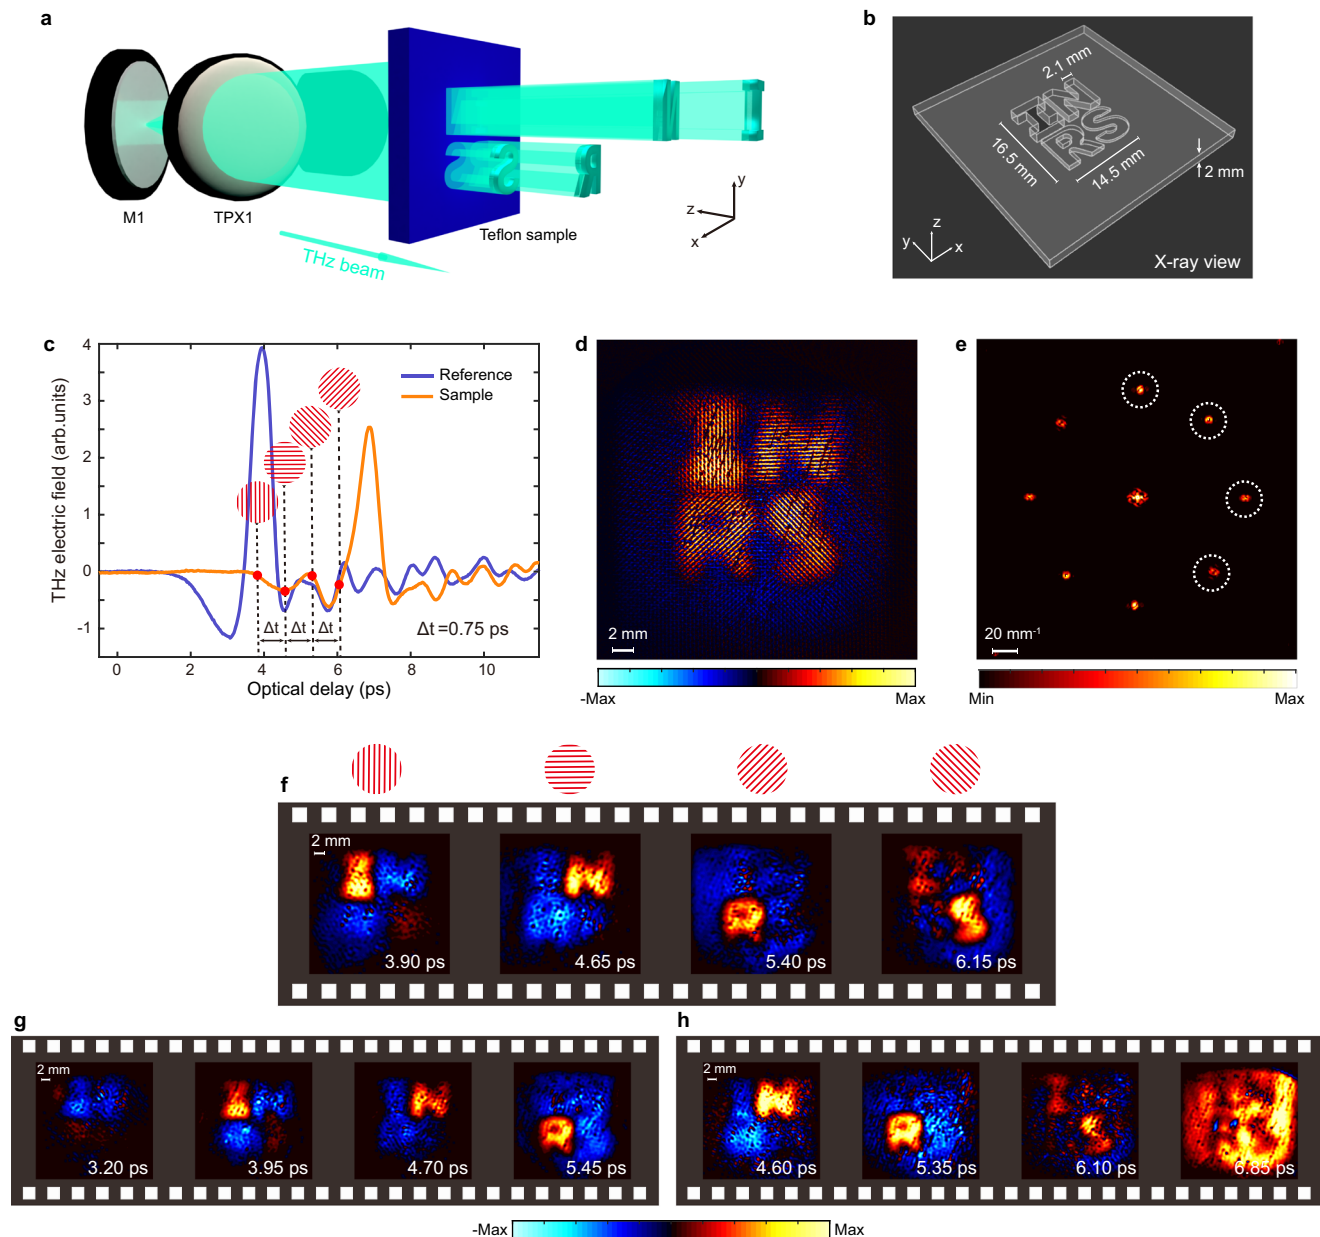 a
M1
TPX1
THz beam
Teflon sample
y
z
x
b
2.1 mm
IN
RS
16.5 mm
14.5 mm
2 mm
y
z
x
X-ray view
c
THz electric field (arb.units)
4
3
2
1
0
-1
Reference
Sample
Δt
Δt
Δt
Δt =0.75 ps
0
2
4
6
8
10
Optical delay (ps)
d
2 mm
-Max
Max
e
20 mm⁻¹
Min
Max
f
2 mm
3.90 ps
4.65 ps
5.40 ps
6.15 ps
g
2 mm
3.20 ps
3.95 ps
4.70 ps
5.45 ps
h
2 mm
4.60 ps
5.35 ps
6.10 ps
6.85 ps
-Max
Max